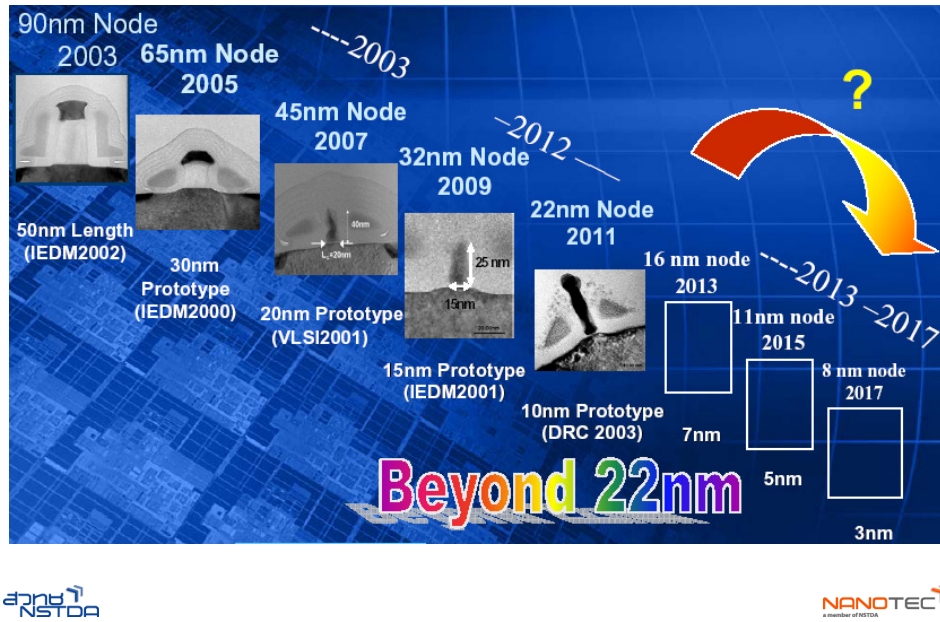 90nm Node
2003
65nm Node
2005
45nm Node
2007
32nm Node
2009
22nm Node
2011
16 nm node
2013
11nm node
2015
8 nm node
2017
----2003
–2012 —
----2013 –2017
?
50nm Length
(IEDM2002)
30nm
Prototype
(IEDM2000)
40nm
20nm Prototype
(VLSI2001)
25 nm
15nm
15nm Prototype
(IEDM2001)
10nm Prototype
(DRC 2003)
7nm
5nm
3nm
Beyond 22nm
สวทช
NSTDA
NANOTEC
a member of NSTDA